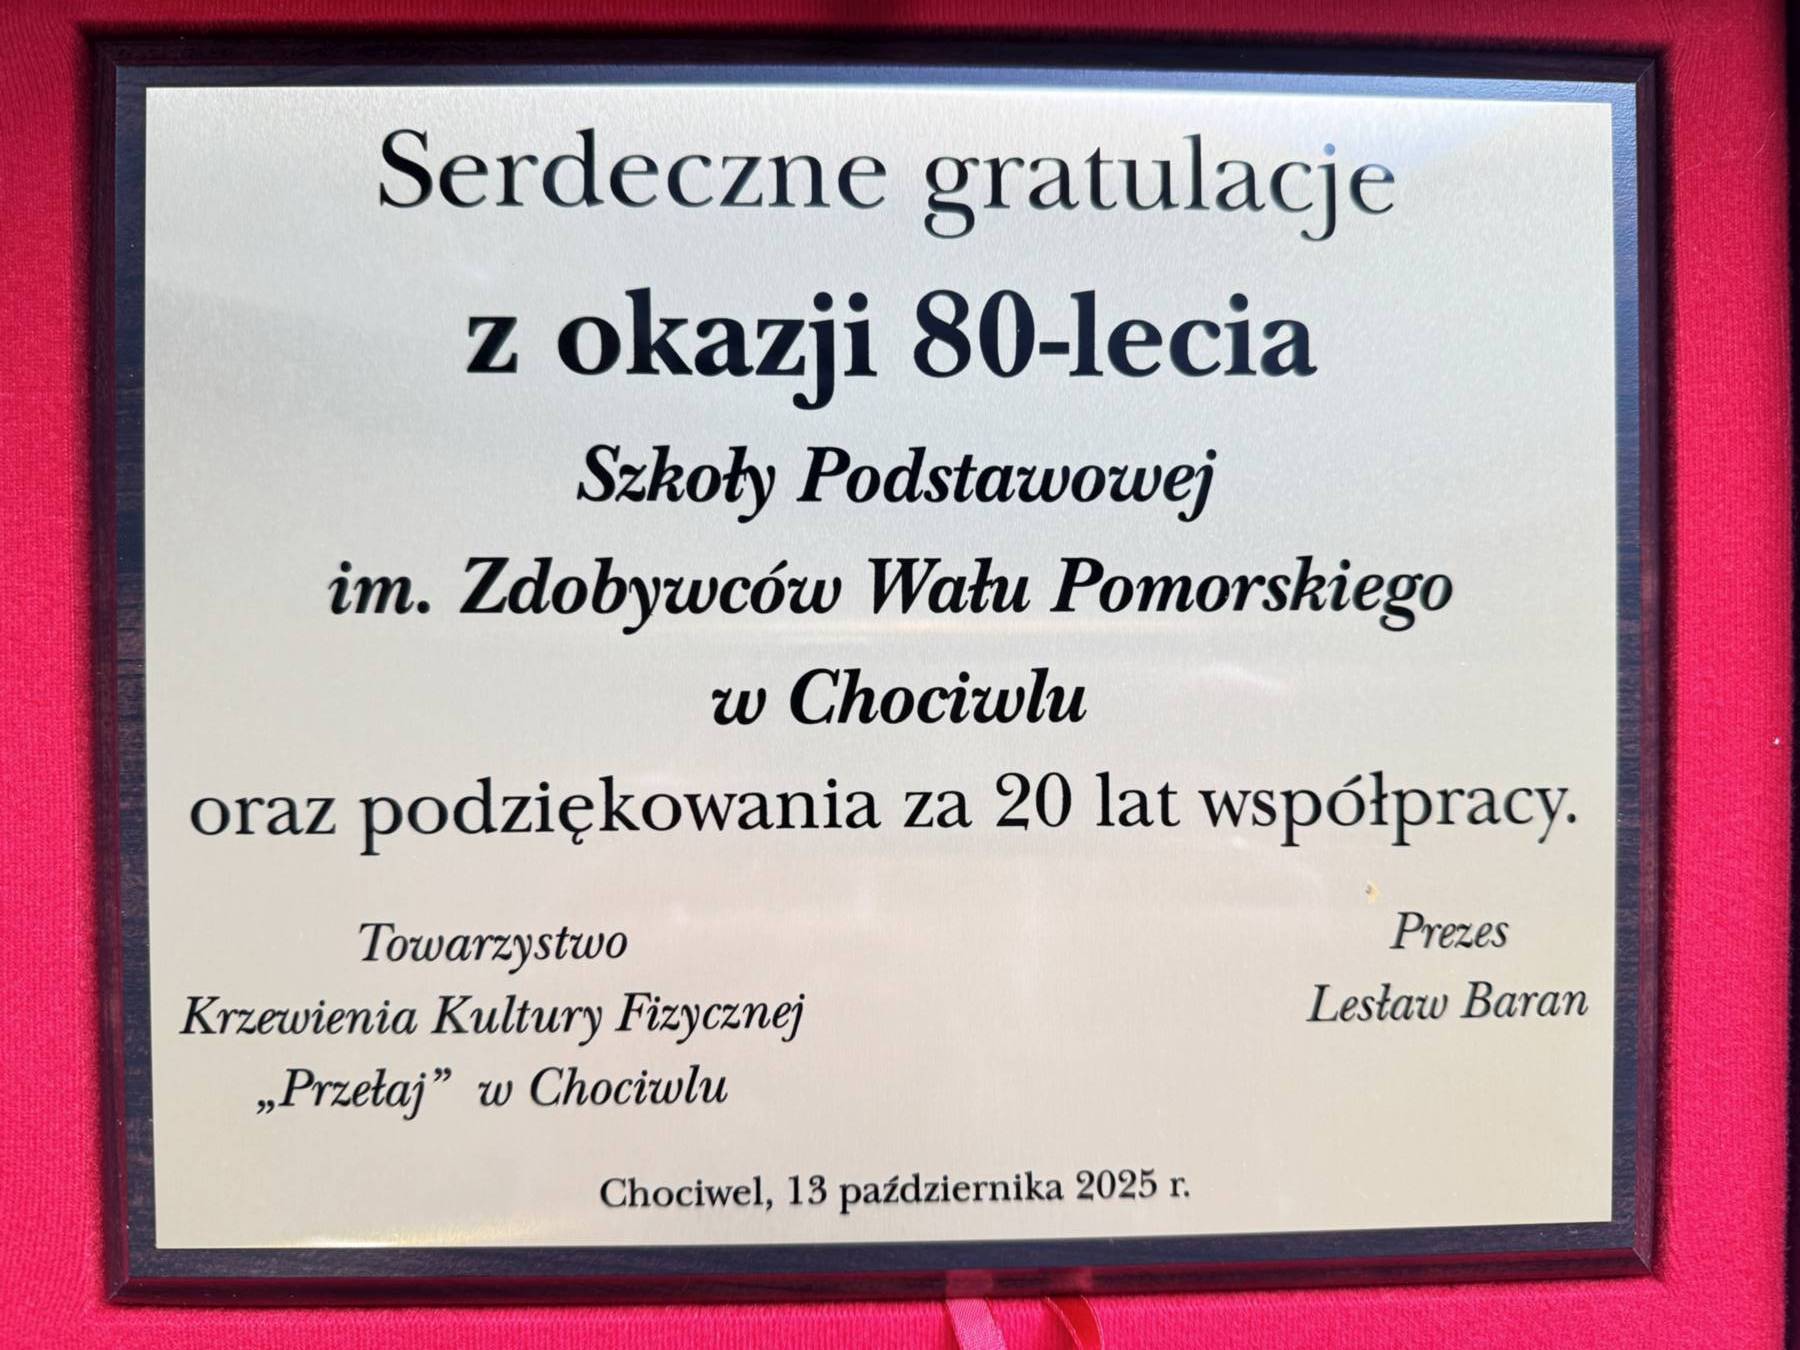 Serdeczne gratulacje
z okazji 80-lecia
Szkoły Podstawowej
im. Zdobywców Wału Pomorskiego
w Chociwlu
oraz podziękowania za 20 lat współpracy.
Towarzystwo
Krzewienia Kultury Fizycznej
„Przełaj” w Chociwlu
Prezes
Lesław Baran
Chociwel, 13 października 2025 r.